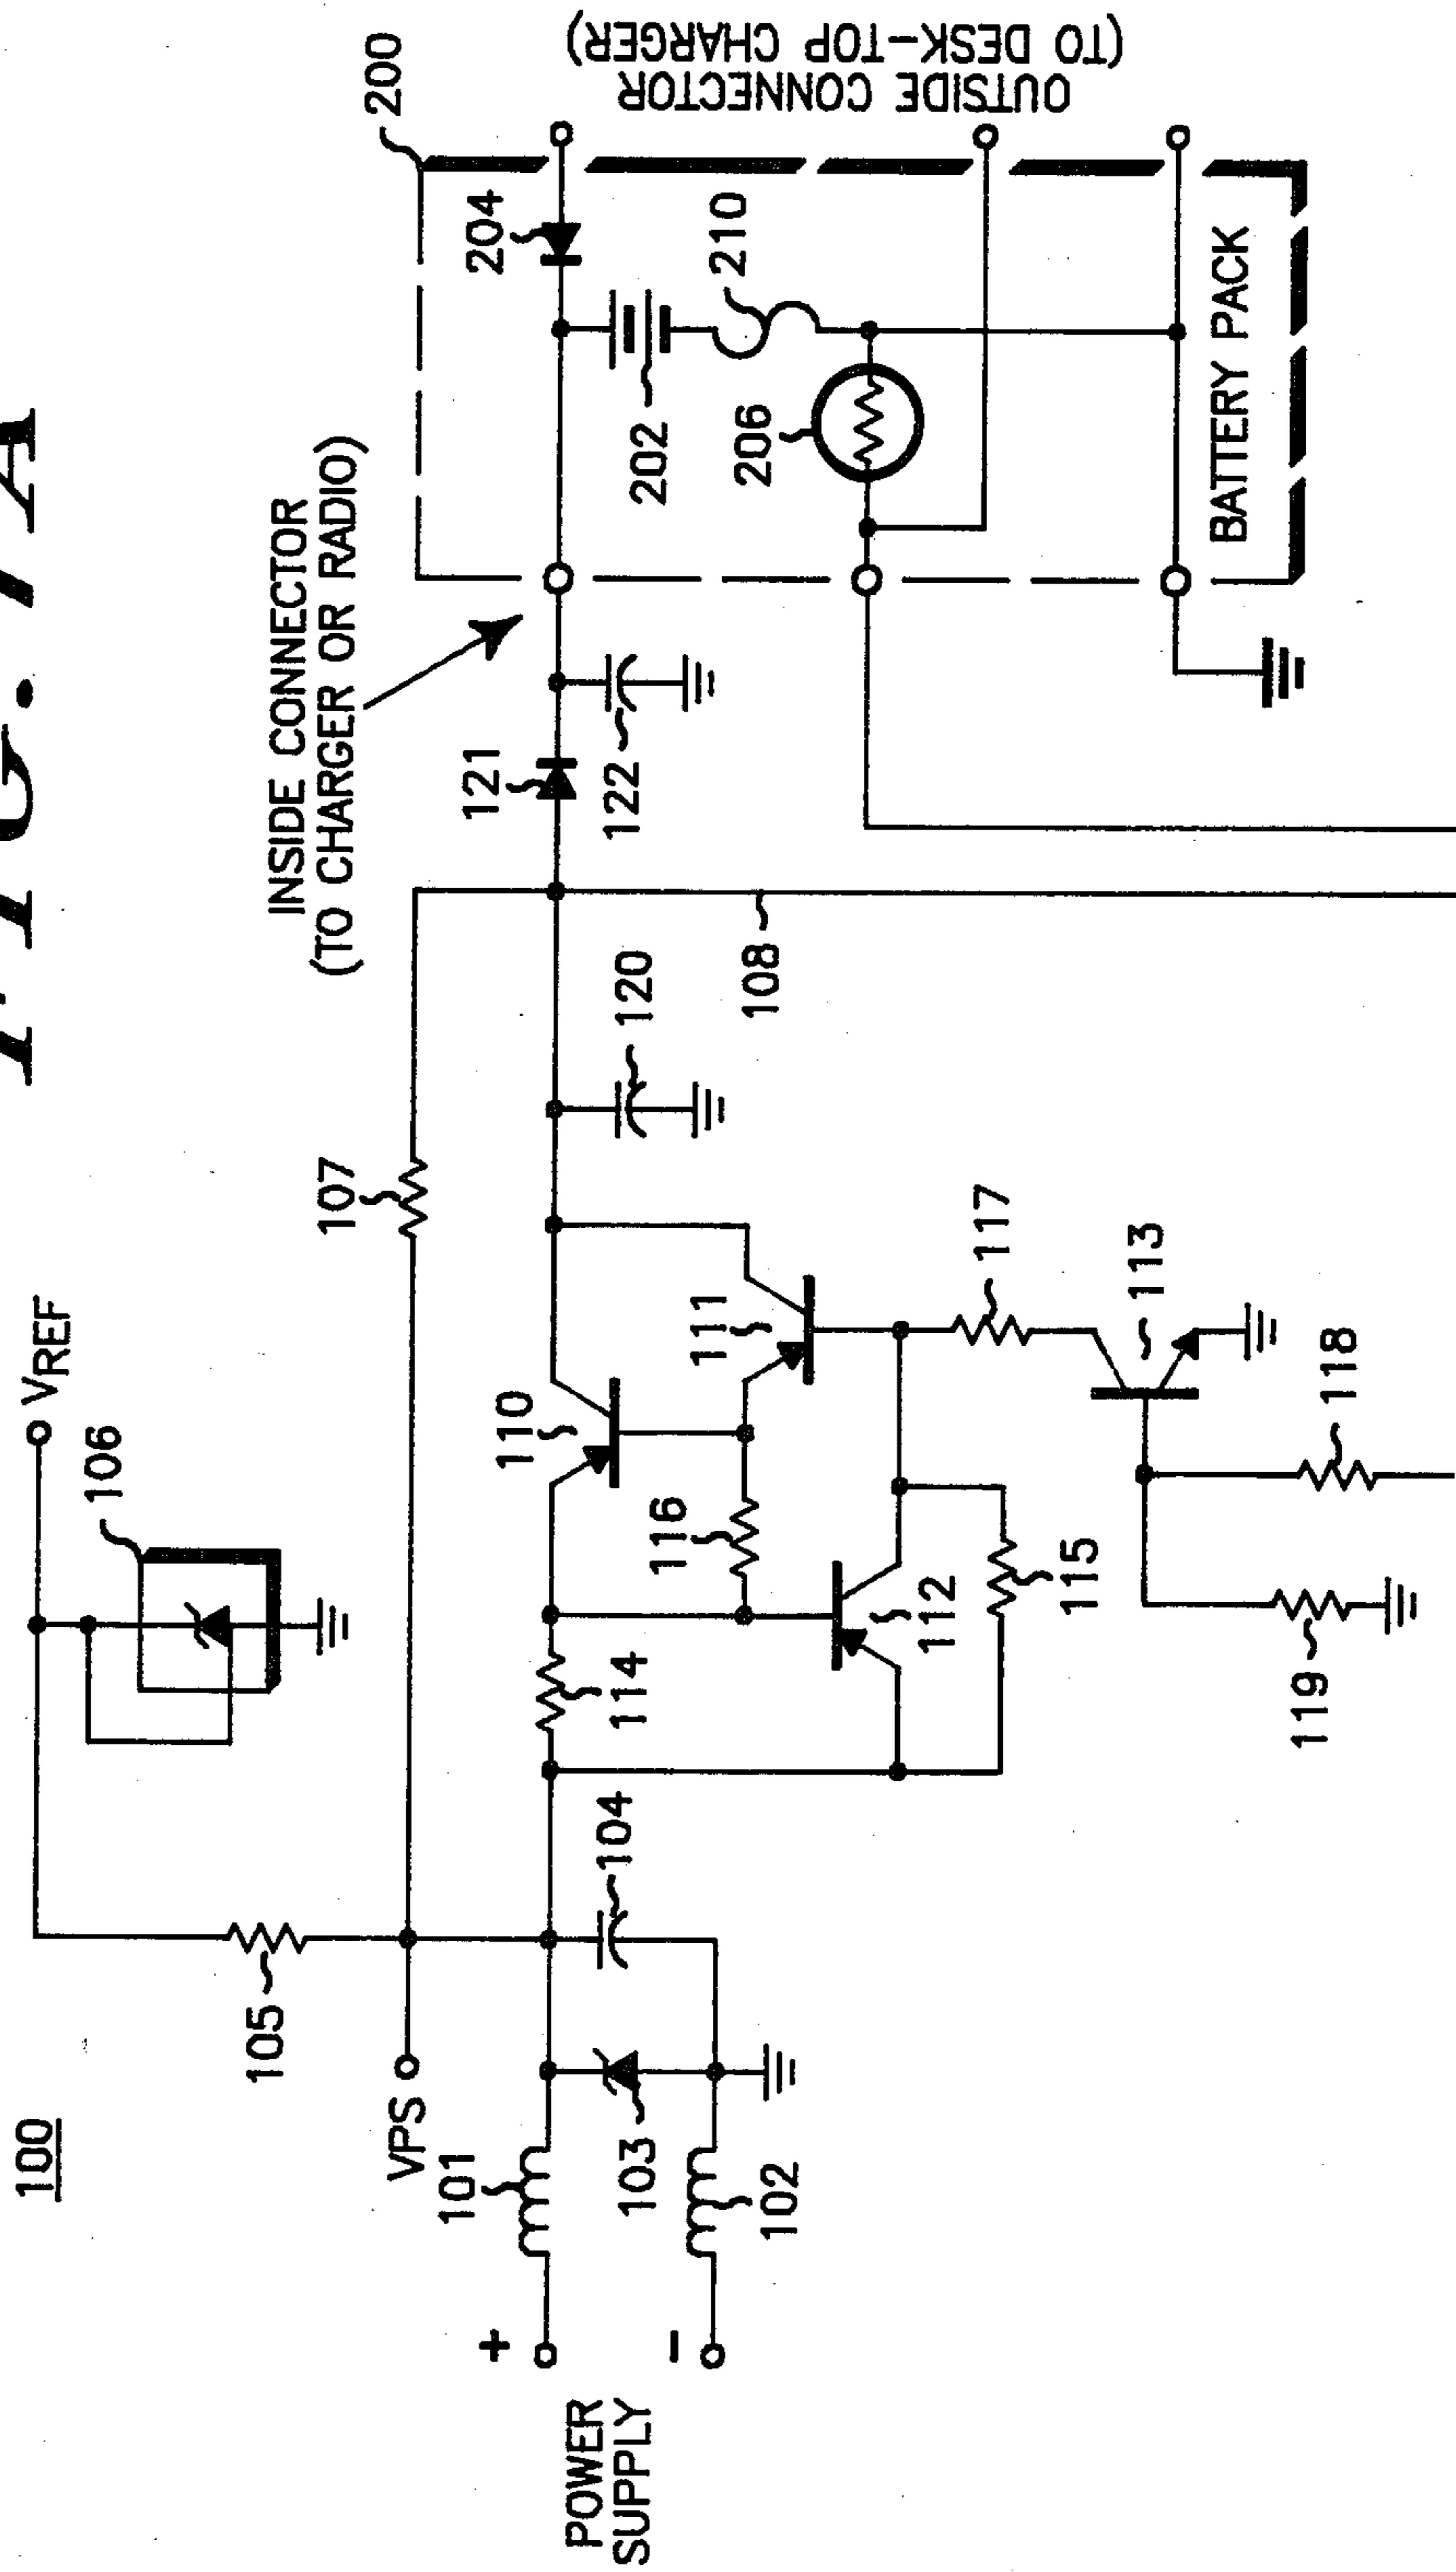 FIG. 1A
100
VREF
106
105
VPS
107
INSIDE CONNECTOR
(TO CHARGER OR RADIO)
200
204
OUTSIDE CONNECTOR
(TO DESK-TOP CHARGER)
+
101
POWER
SUPPLY
-
102
103
104
114
110
116
111
112
115
117
113
118
119
120
108
121
122
202
210
206
BATTERY PACK